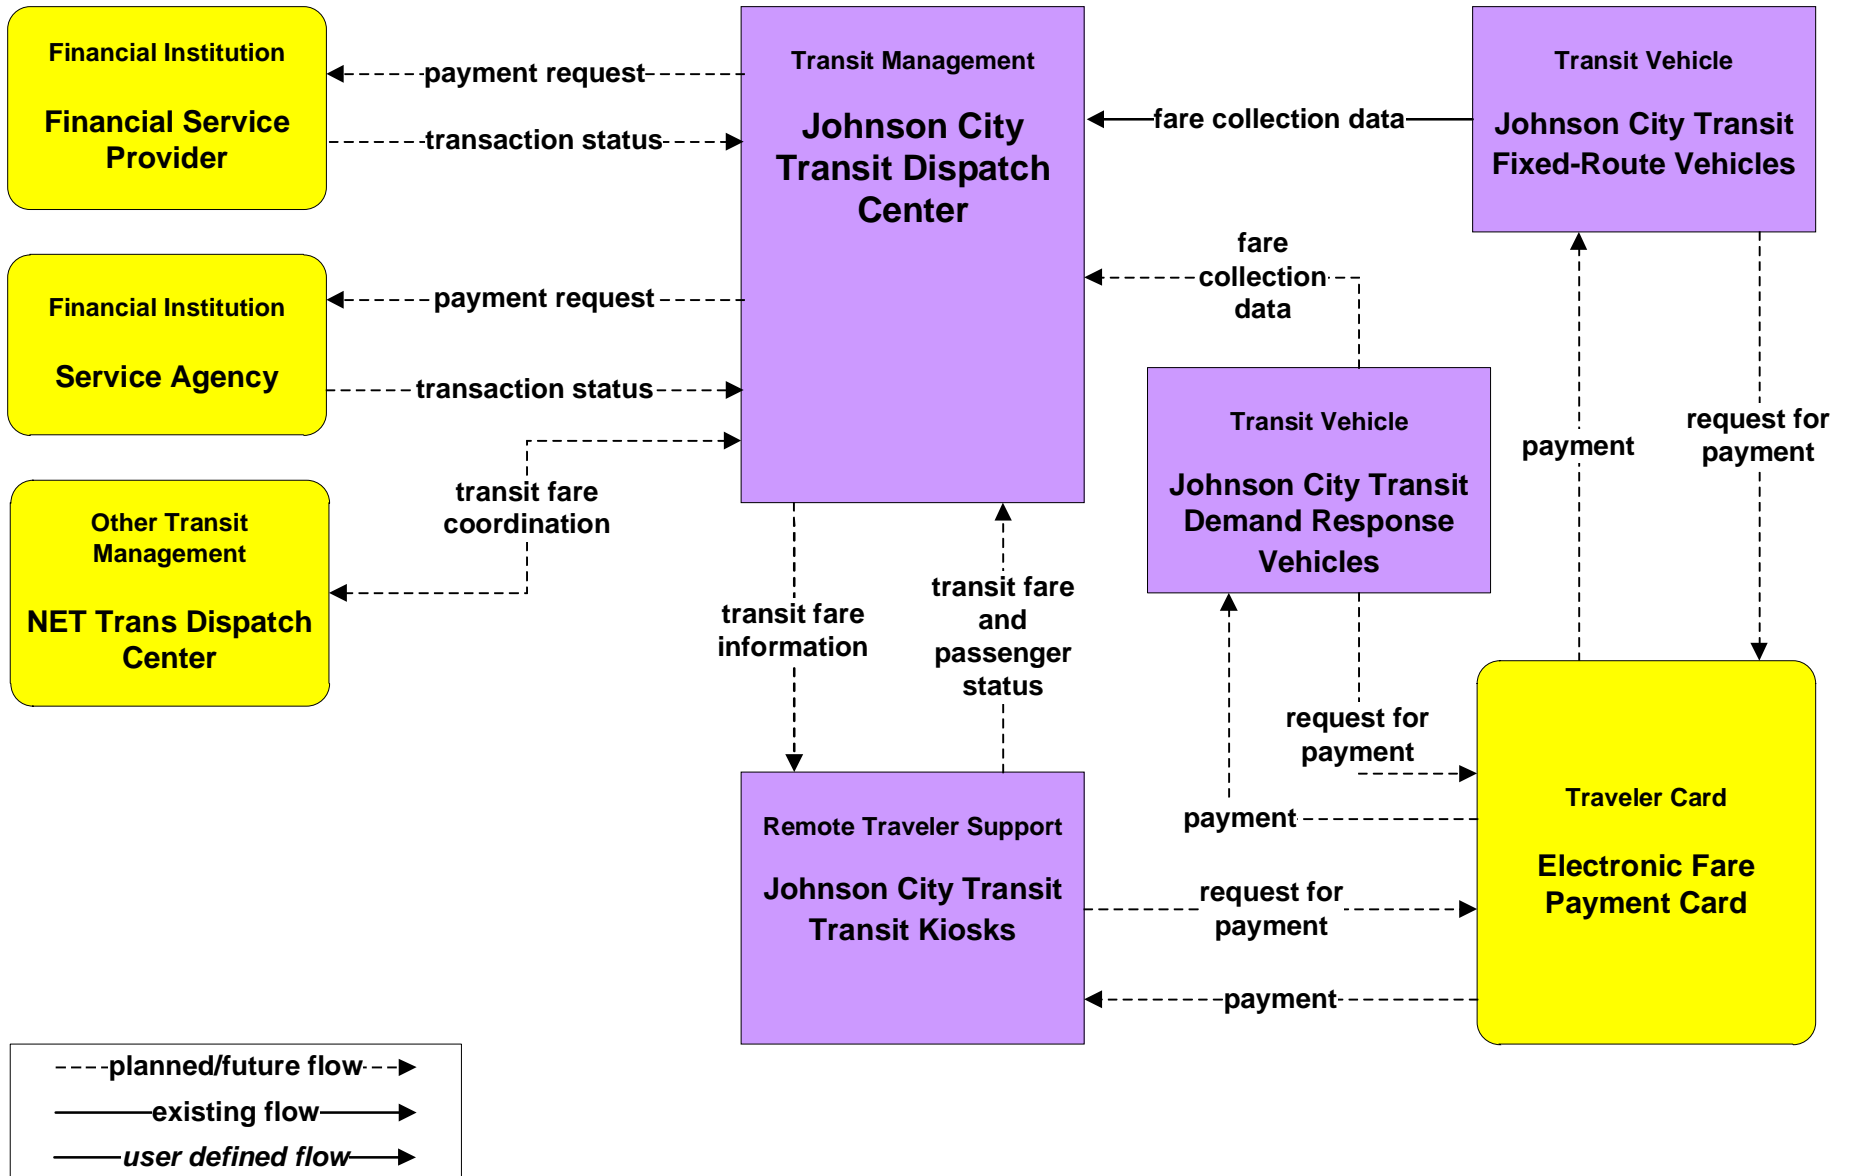 Financial Institution
Financial Service
Provider
payment request
transaction status
Transit Management
Johnson City
Transit Dispatch
Center
fare collection data
Transit Vehicle
Johnson City Transit
Fixed-Route Vehicles
Financial Institution
Service Agency
payment request
transaction status
fare
collection
data
Transit Vehicle
Johnson City Transit
Demand Response
Vehicles
payment
request for
payment
Other Transit
Management
NET Trans Dispatch
Center
transit fare
coordination
transit fare
information
transit fare
and
passenger
status
request for
payment
payment
Remote Traveler Support
Johnson City Transit
Transit Kiosks
request for
payment
payment
Traveler Card
Electronic Fare
Payment Card
planned/future flow
existing flow
user defined flow